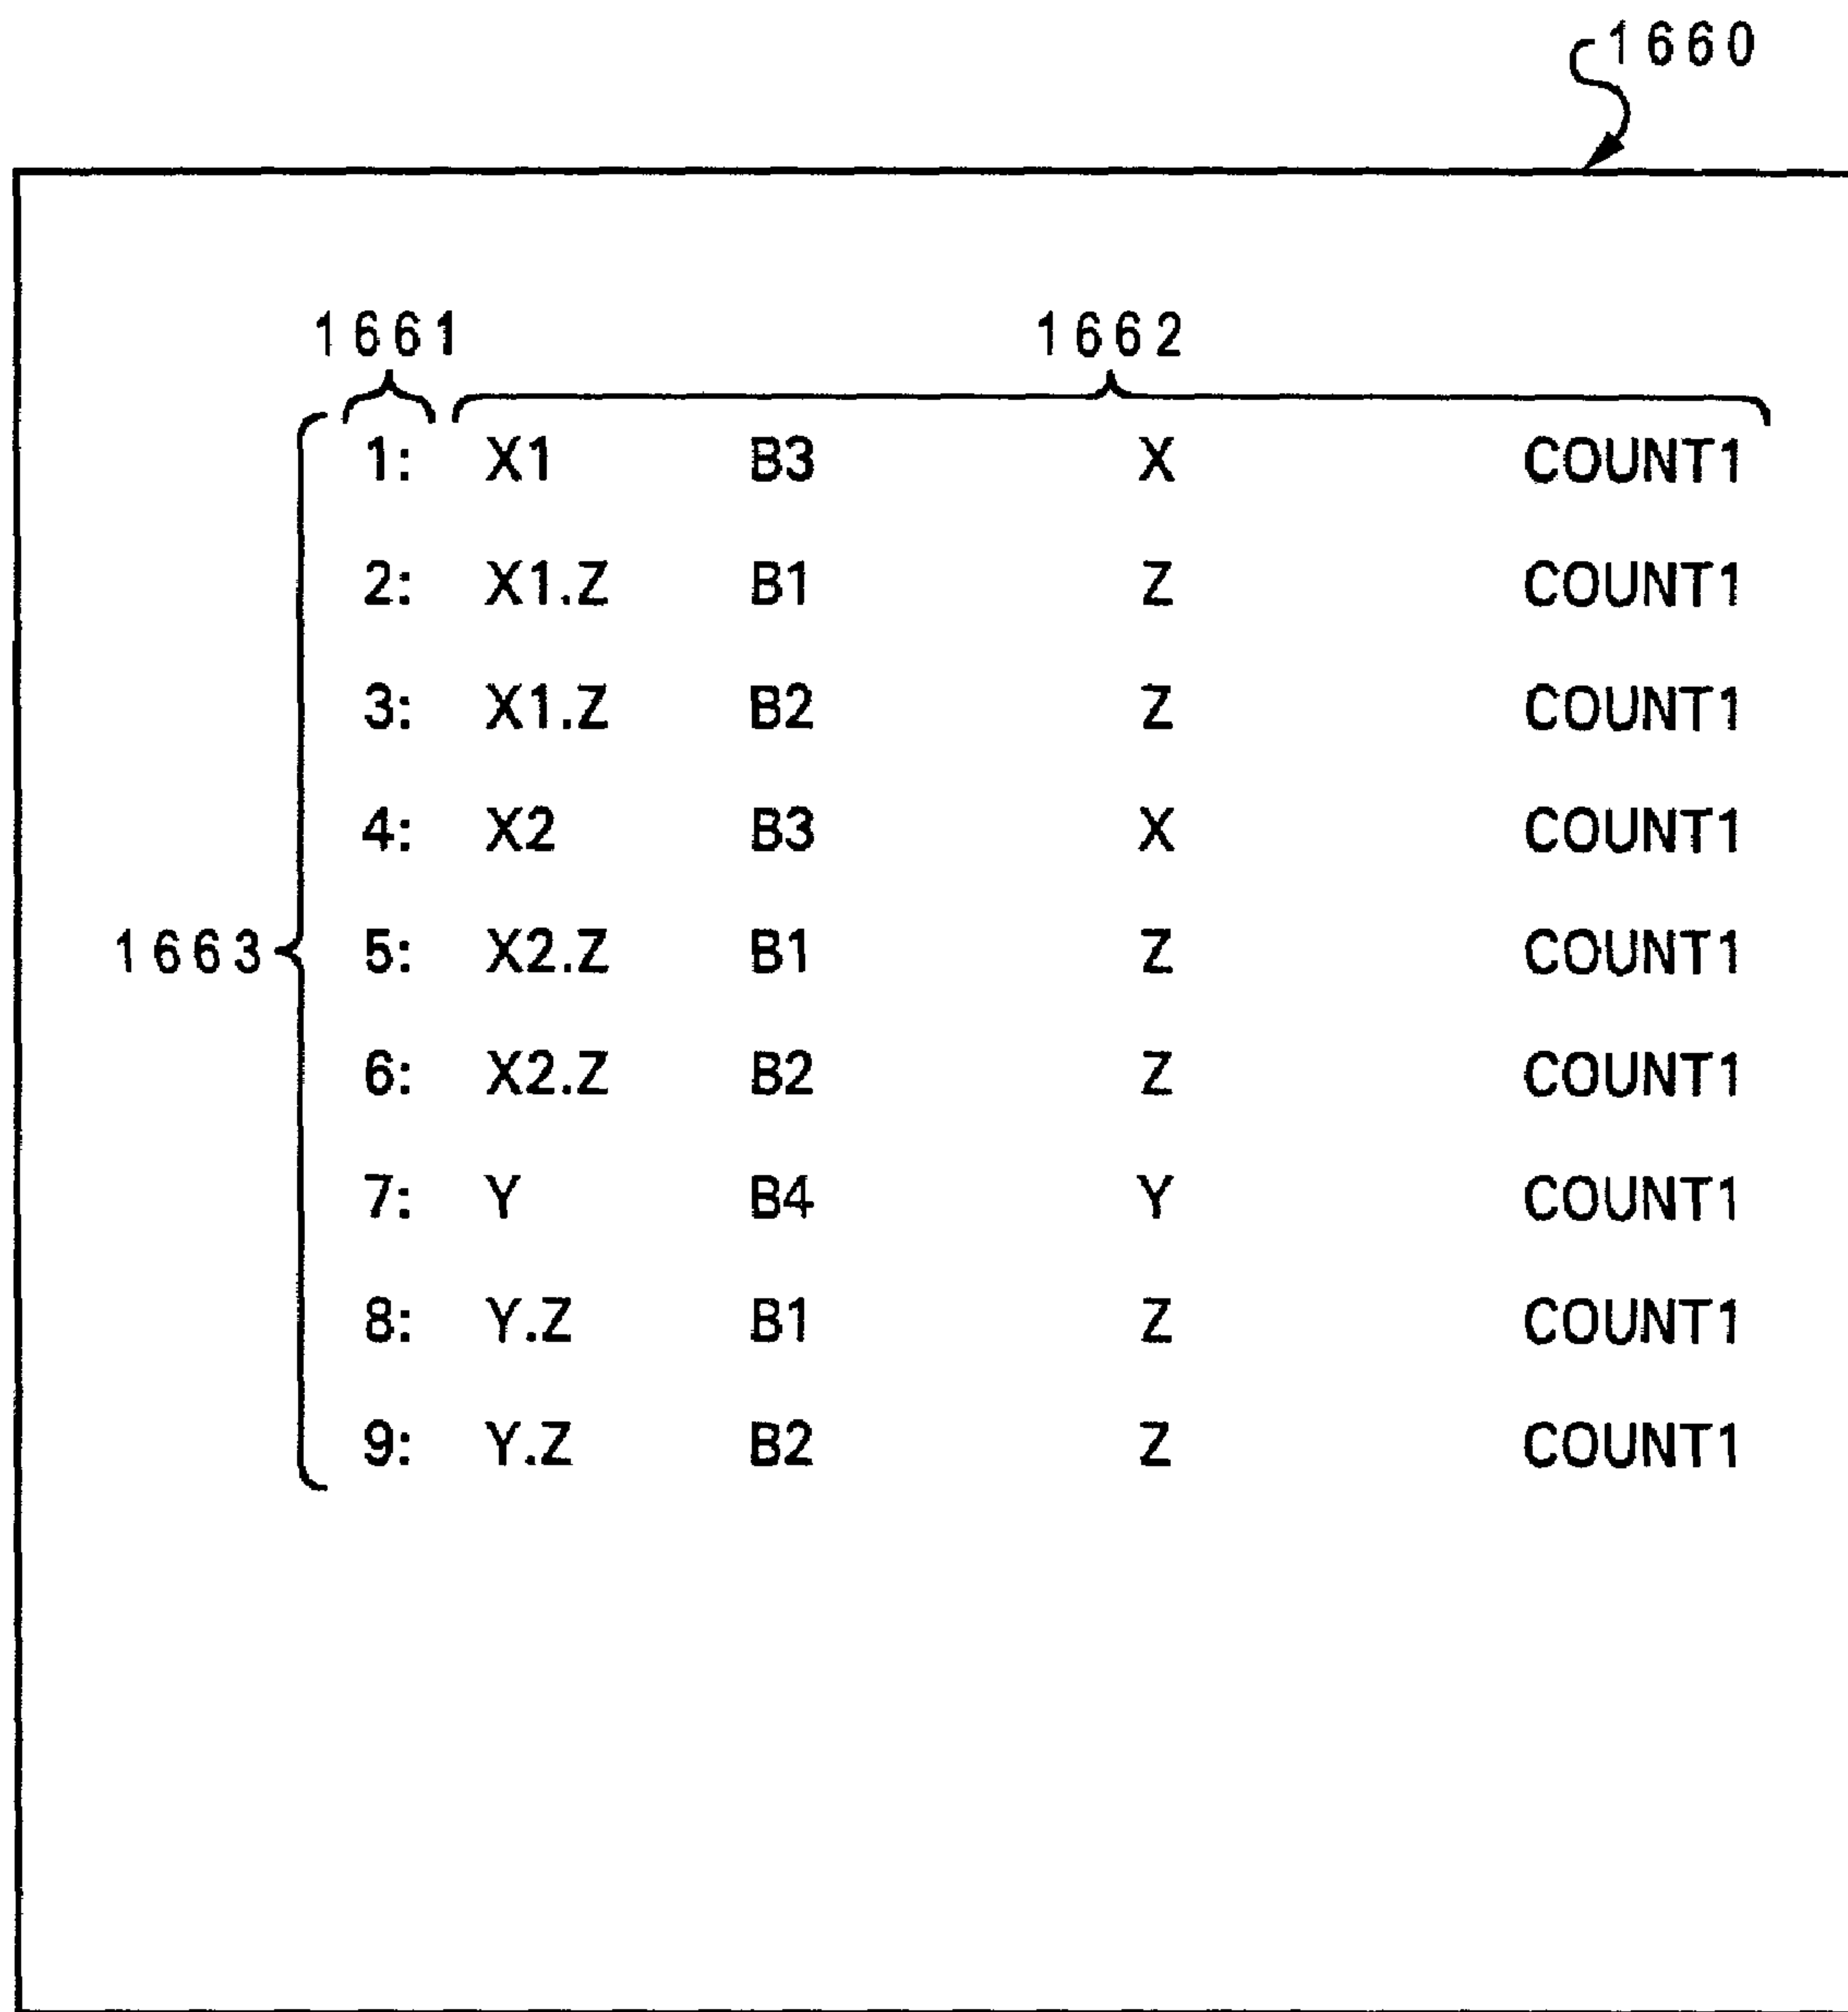 1660
1661 1662
1: X1 B3 X COUNT1
2: X1.Z B1 Z COUNT1
3: X1.Z B2 Z COUNT1
4: X2 B3 X COUNT1
1663 5: X2.Z B1 Z COUNT1
6: X2.Z B2 Z COUNT1
7: Y B4 Y COUNT1
8: Y.Z B1 Z COUNT1
9: Y.Z B2 Z COUNT1